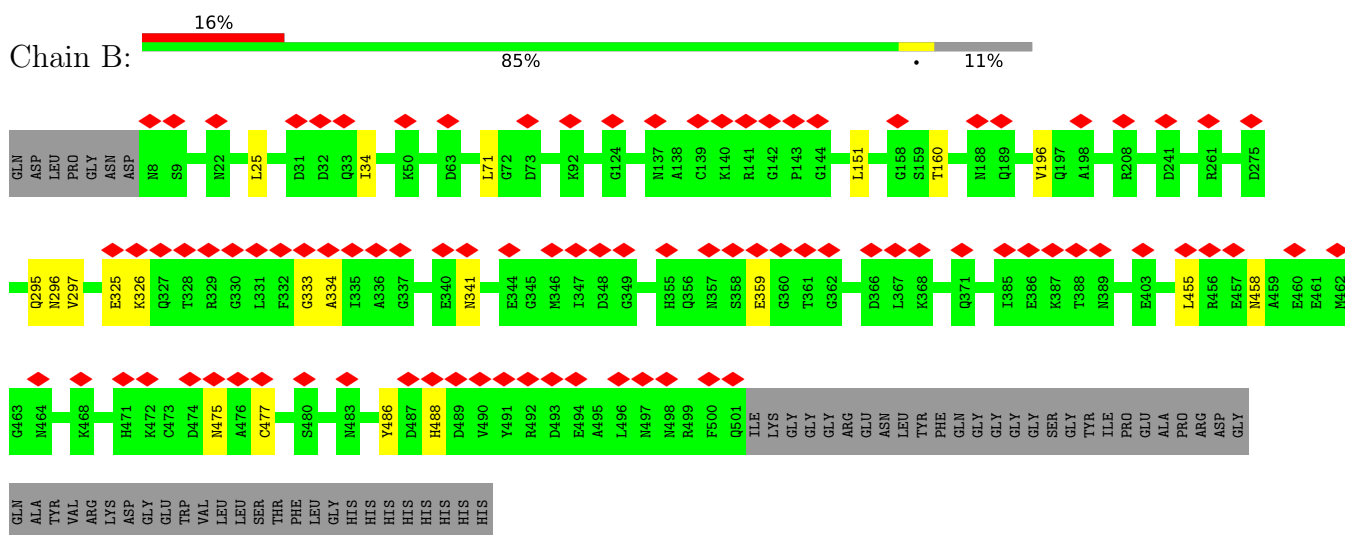 16%
Chain B:
85%
•
11%
GLN ASP LEU PRO GLY ASN ASP N8 S9 N22 L25 D31 D32 Q33 I34 K50 D63 L71 G72 D73 K92 G124 N137 A138 C139 K140 R141 G142 P143 G144 L151 G158 S159 T160 N188 Q189 V196 Q197 A198 R208 D241 R261 D275
Q295 N296 V297 E325 K326 Q327 T328 R329 G330 L331 F332 G333 A334 I335 A336 G337 E340 N341 E344 G345 M346 I347 D348 G349 H355 Q356 N357 S358 E359 G360 T361 G362 D366 L367 K368 Q371 I385 E386 K387 T388 N389 E403 L455 R456 E457 N458 A459 E460 E461 M462
G463 N464 K468 H471 K472 C473 D474 N475 A476 C477 S480 N483 Y486 D487 H488 D489 V490 Y491 R492 D493 E494 A495 L496 N497 N498 R499 F500 Q501 ILE LYS GLY GLY GLY ARG GLU ASN LEU TYR PHE GLN GLY GLY GLY GLY SER GLY TYR ILE PRO GLU ALA PRO ARG ASP GLY
GLN ALA TYR VAL ARG LYS ASP GLY GLU TRP VAL LEU LEU SER THR PHE LEU GLY HIS HIS HIS HIS HIS HIS HIS HIS